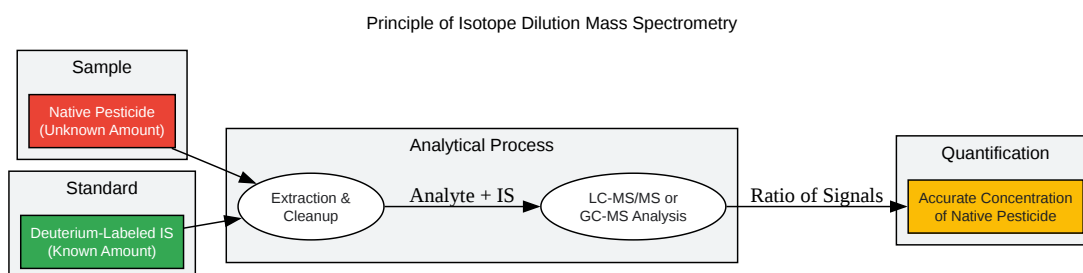 Principle of Isotope Dilution Mass Spectrometry
Sample
Native Pesticide
(Unknown Amount)
Standard
Deuterium-Labeled IS
(Known Amount)
Analytical Process
Extraction &
Cleanup
Analyte + IS
LC-MS/MS or
GC-MS Analysis
Ratio of Signals
Quantification
Accurate Concentration
of Native Pesticide